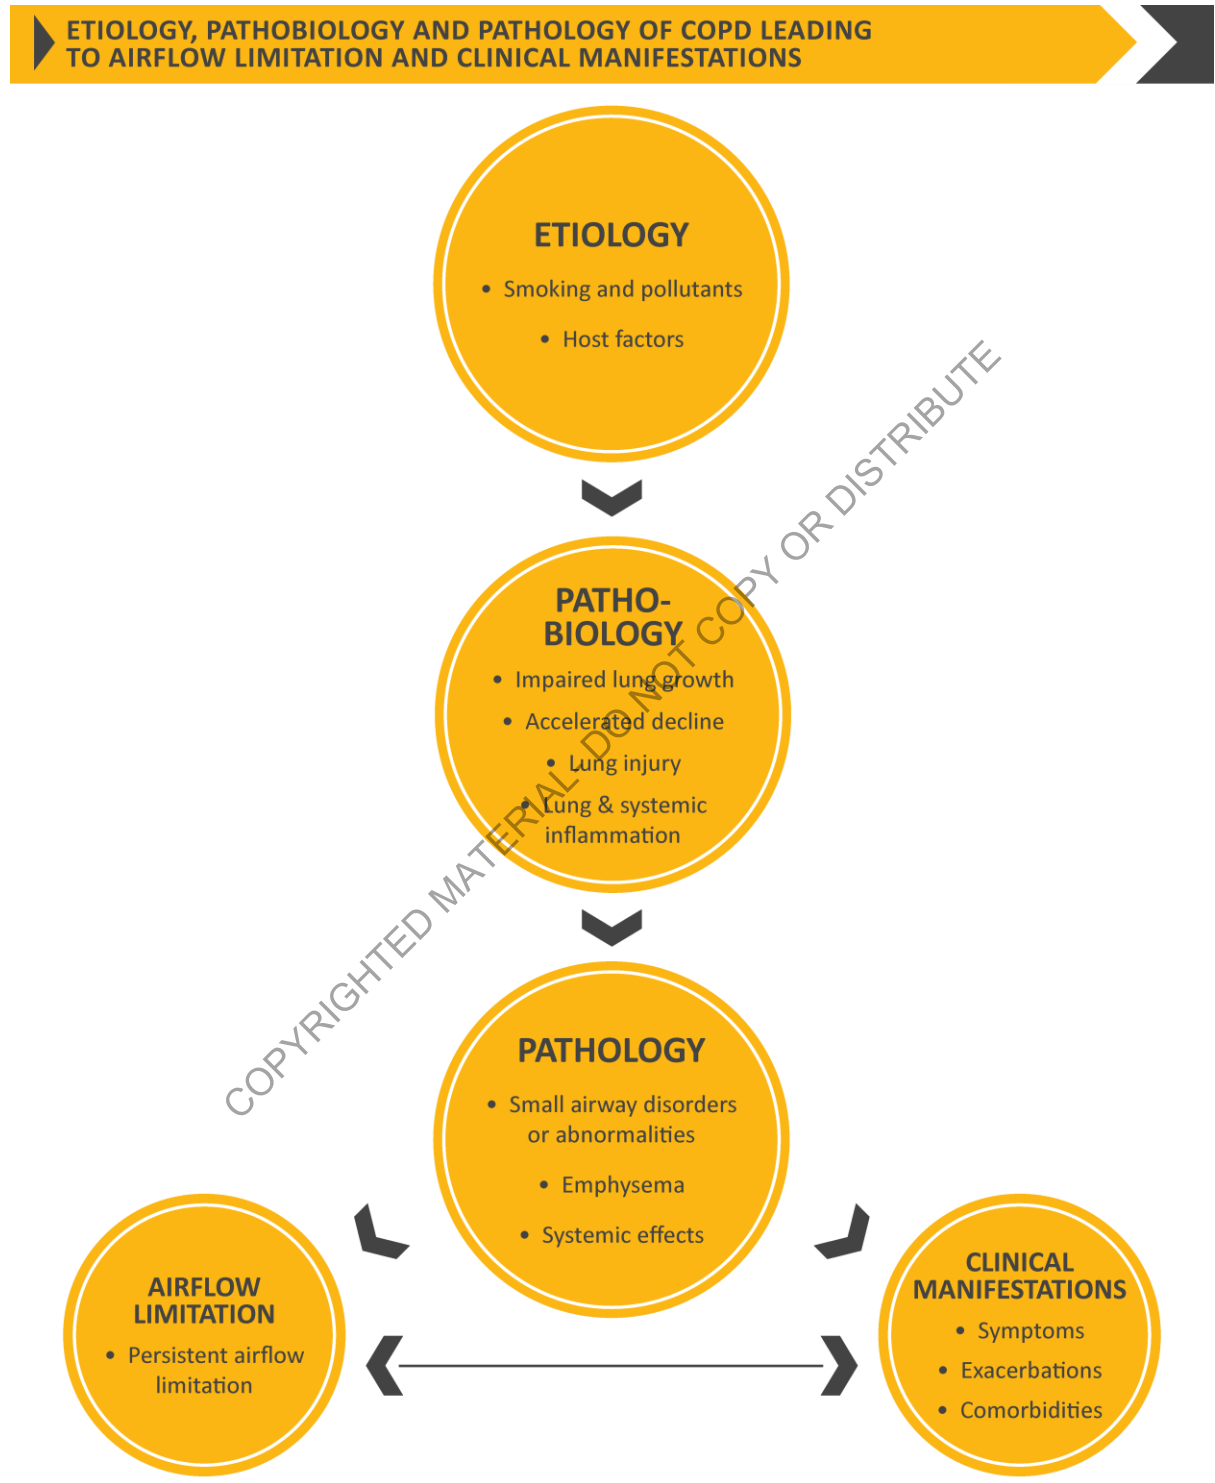 ETIOLOGY, PATHOBIOLOGY AND PATHOLOGY OF COPD LEADING
TO AIRFLOW LIMITATION AND CLINICAL MANIFESTATIONS
ETIOLOGY
• Smoking and pollutants
• Host factors
PATHO-
BIOLOGY
• Impaired lung growth
• Accelerated decline
• Lung injury
• Lung & systemic
inflammation
PATHOLOGY
• Small airway disorders
or abnormalities
• Emphysema
• Systemic effects
AIRFLOW
LIMITATION
• Persistent airflow
limitation
CLINICAL
MANIFESTATIONS
• Symptoms
• Exacerbations
• Comorbidities
COPYRIGHTED MATERIAL- DO NOT COPY OR DISTRIBUTE